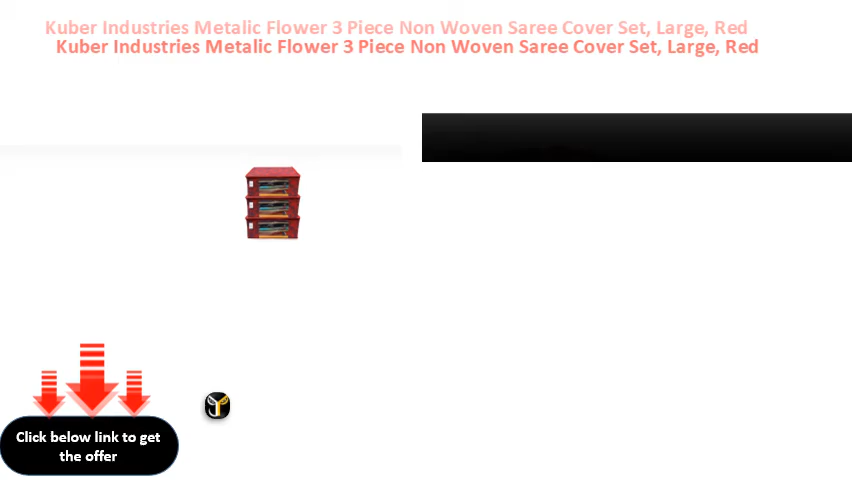 Kuber Industries Metalic Flower 3 Piece Non Woven Saree Cover Set, Large, Red
Kuber Industries Metalic Flower 3 Piece Non Woven Saree Cover Set, Large, Red
Click below link to get
the offer